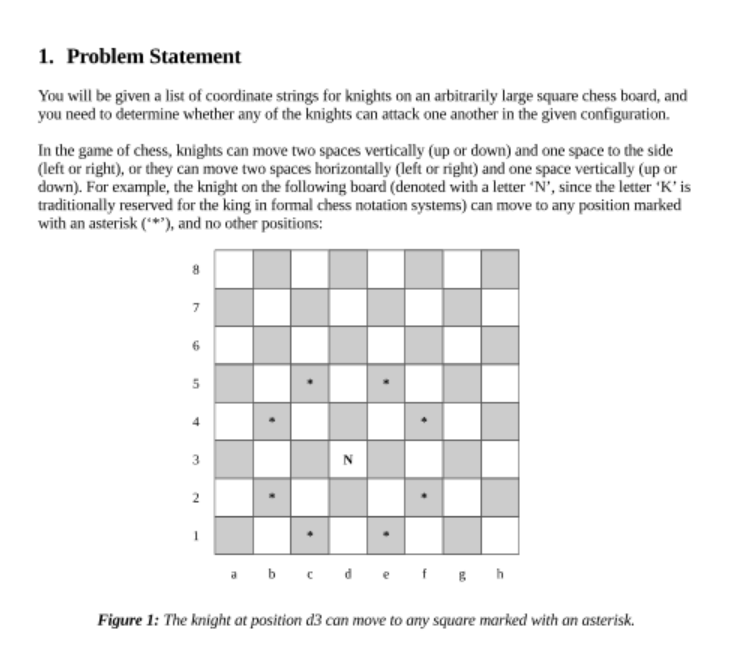 1. Problem Statement
You will be given a list of coordinate strings for knights on an arbitrarily large square chess board, and
you need to determine whether any of the knights can attack one another in the given configuration.
In the game of chess, knights can move two spaces vertically (up or down) and one space to the side
(left or right), or they can move two spaces horizontally (left or right) and one space vertically (up or
down). For example, the knight on the following board (denoted with a letter ‘N’, since the letter ‘K’ is
traditionally reserved for the king in formal chess notation systems) can move to any position marked
with an asterisk (‘*’), and no other positions:
8
7
6
5 * *
4 * *
3 N
2 * *
1 * *
a b c d e f g h
Figure 1: The knight at position d3 can move to any square marked with an asterisk.